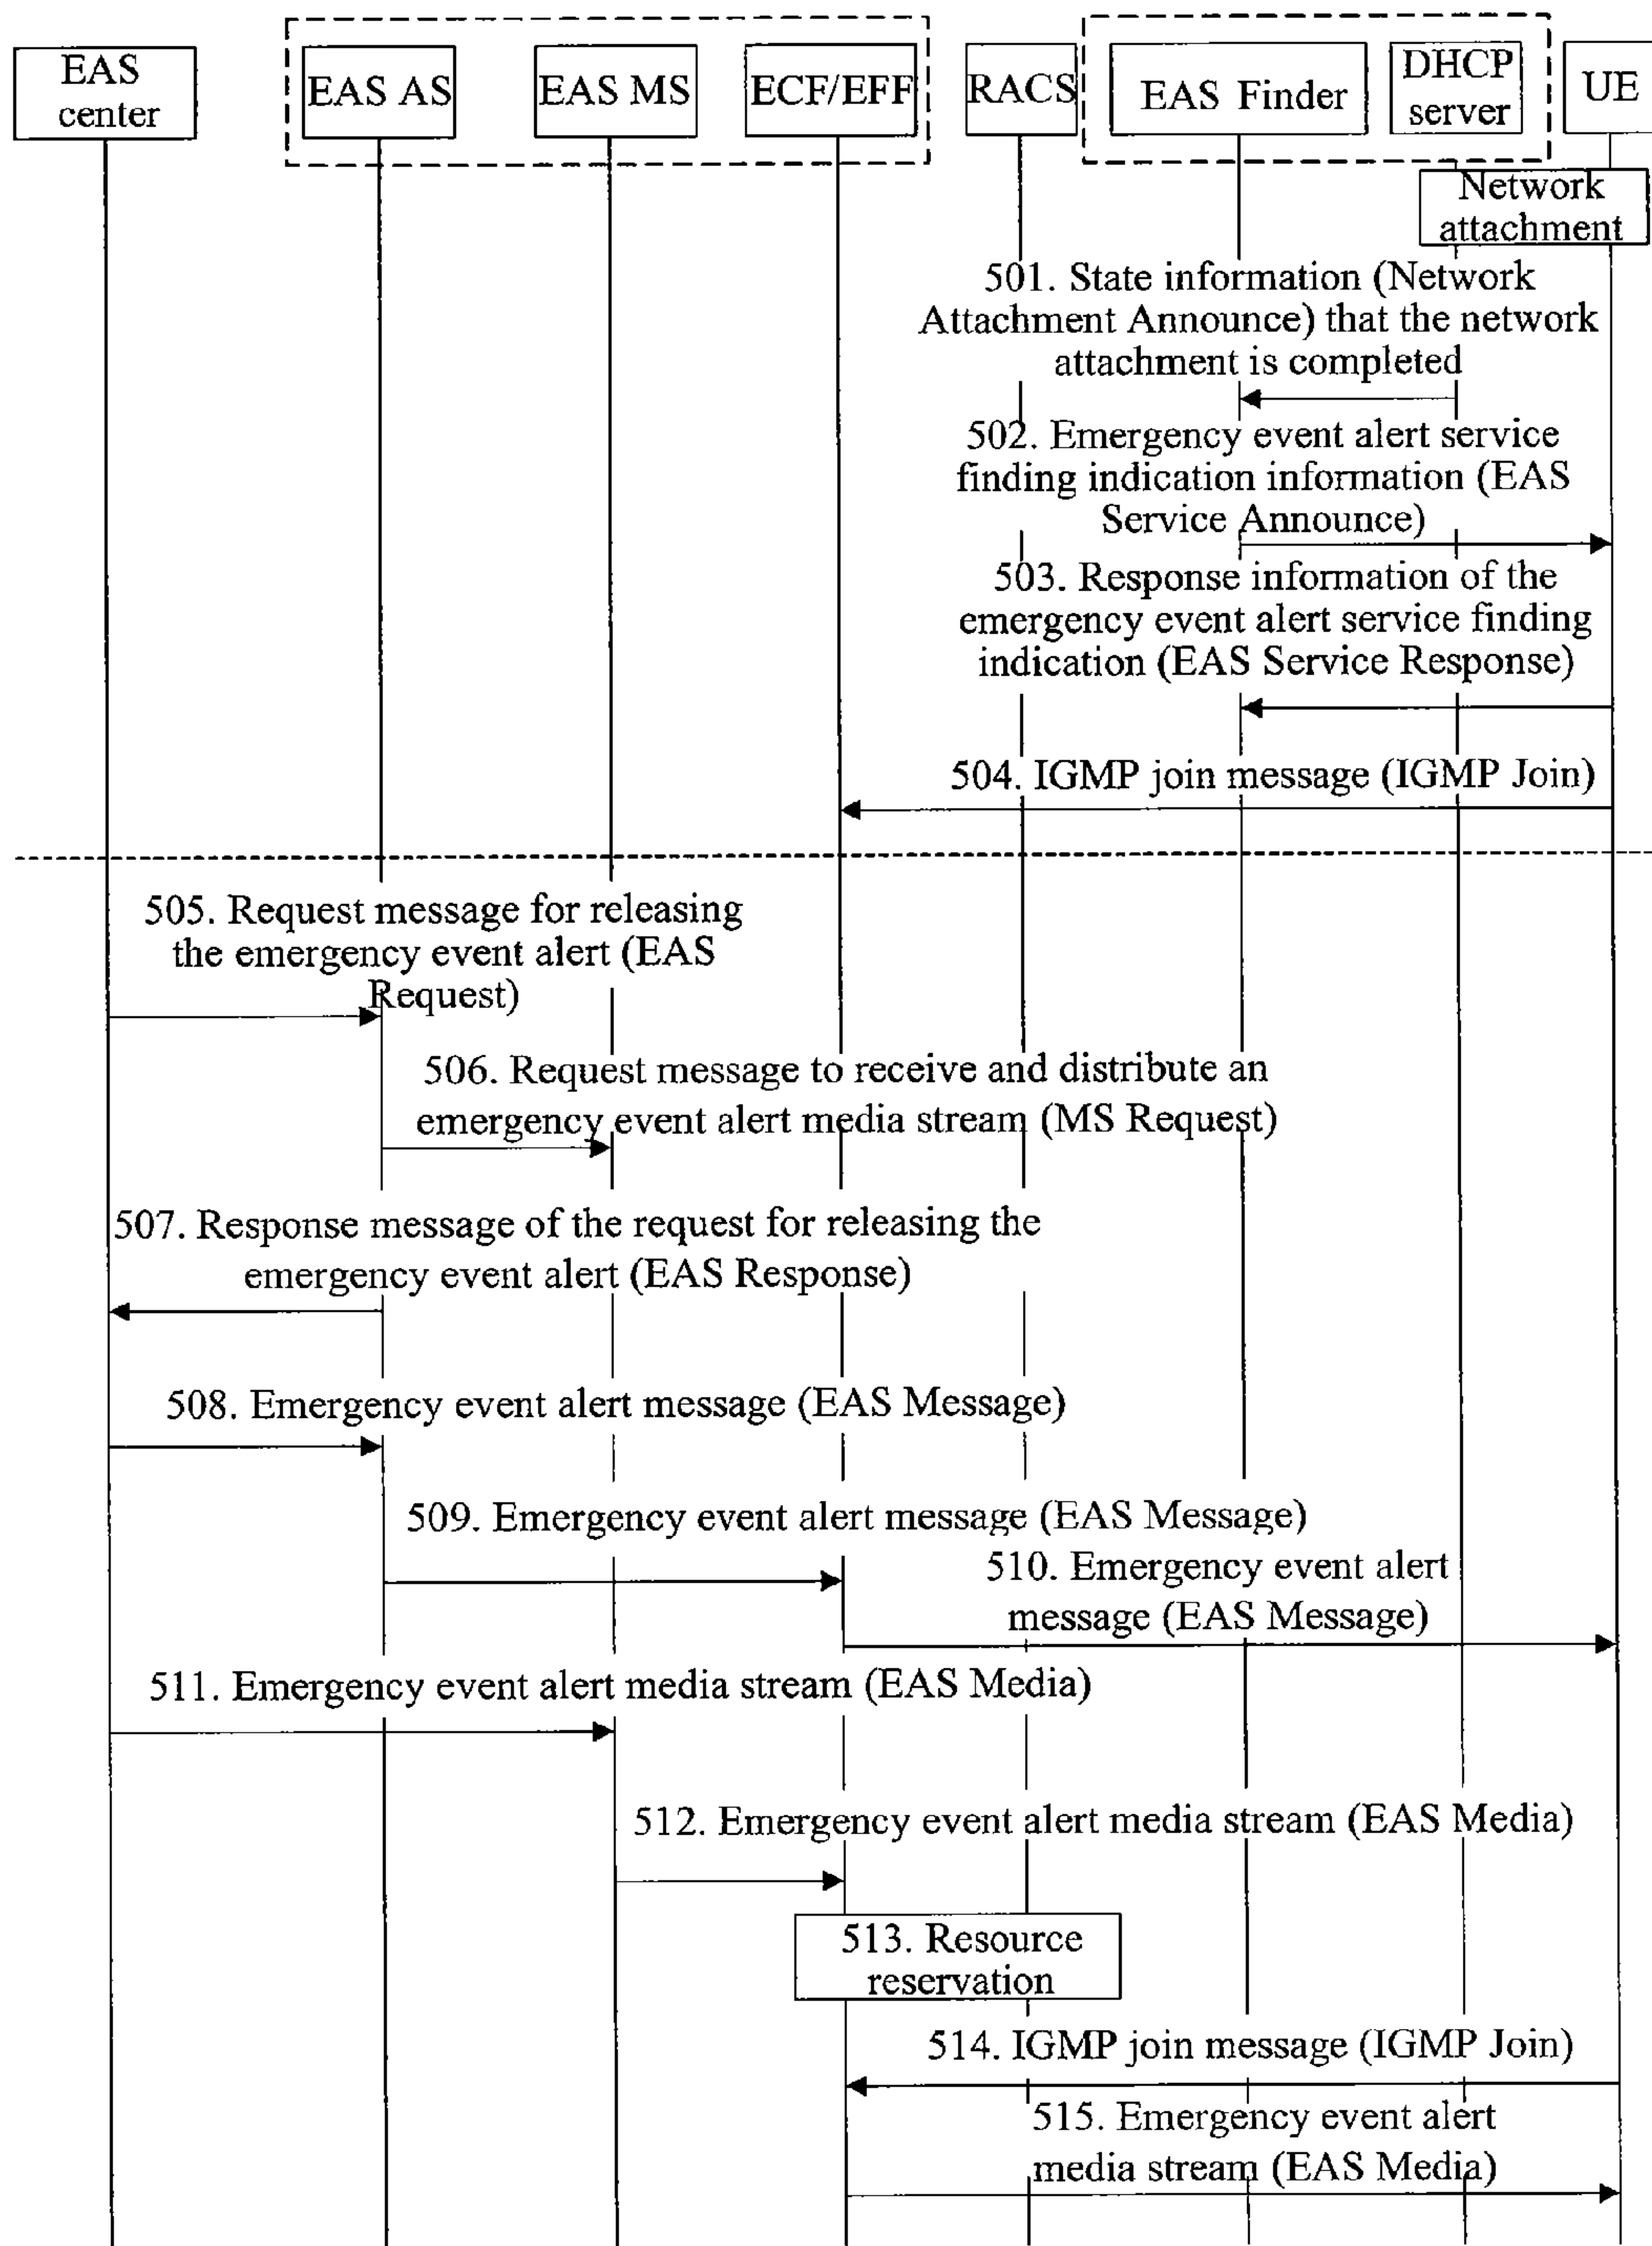 EAS
center
EAS AS
EAS MS
ECF/EFF
RACS
EAS Finder
DHCP
server
UE
Network
attachment
501. State information (Network
Attachment Announce) that the network
attachment is completed
502. Emergency event alert service
finding indication information (EAS
Service Announce)
503. Response information of the
emergency event alert service finding
indication (EAS Service Response)
504. IGMP join message (IGMP Join)
505. Request message for releasing
the emergency event alert (EAS
Request)
506. Request message to receive and distribute an
emergency event alert media stream (MS Request)
507. Response message of the request for releasing the
emergency event alert (EAS Response)
508. Emergency event alert message (EAS Message)
509. Emergency event alert message (EAS Message)
510. Emergency event alert
message (EAS Message)
511. Emergency event alert media stream (EAS Media)
512. Emergency event alert media stream (EAS Media)
513. Resource
reservation
514. IGMP join message (IGMP Join)
515. Emergency event alert
media stream (EAS Media)